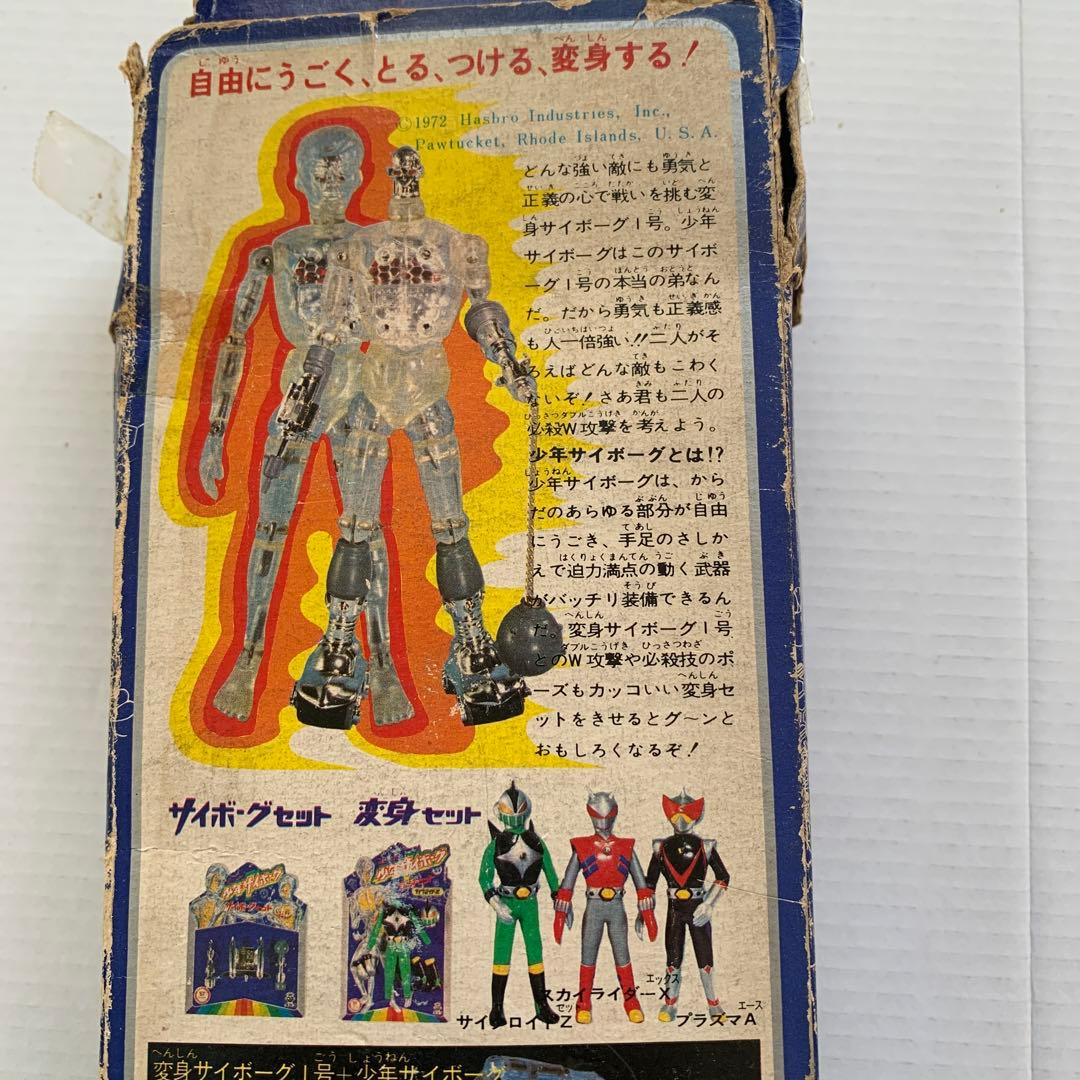 自由にうごく、とる、つける、変身する!
©1972 Hasbro Industries, Inc.,
Pawtucket, Rhode Islands, U.S.A.
どんな強い敵にも勇気と
正義の心で戦いを挑む変
身サイボーグ1号。少年
サイボーグはこのサイボ
ーグ1号の本当の弟なん
だ。だから勇気も正義感
も人一倍強い!!二人がそ
ろえばどんな敵もこわく
ないぞ!さあ君も二人の
必殺W攻撃を考えよう。
少年サイボーグとは!?
少年サイボーグは、から
だのあらゆる部分が自由
にうごき、手足のさしか
えで迫力満点の動く武器
がバッチリ装備できるん
だ。変身サイボーグ1号
とのW攻撃や必殺技のポ
ーズもカッコいい変身セ
ットをきせるとグ〜ンと
おもしろくなるぞ!
サイボーグセット 変身セット
少年サイボーグ
少年サイボーグ
スカイライダーX
サイクロイドZ
プラズマA
変身サイボーグ1号+少年サイボーグ